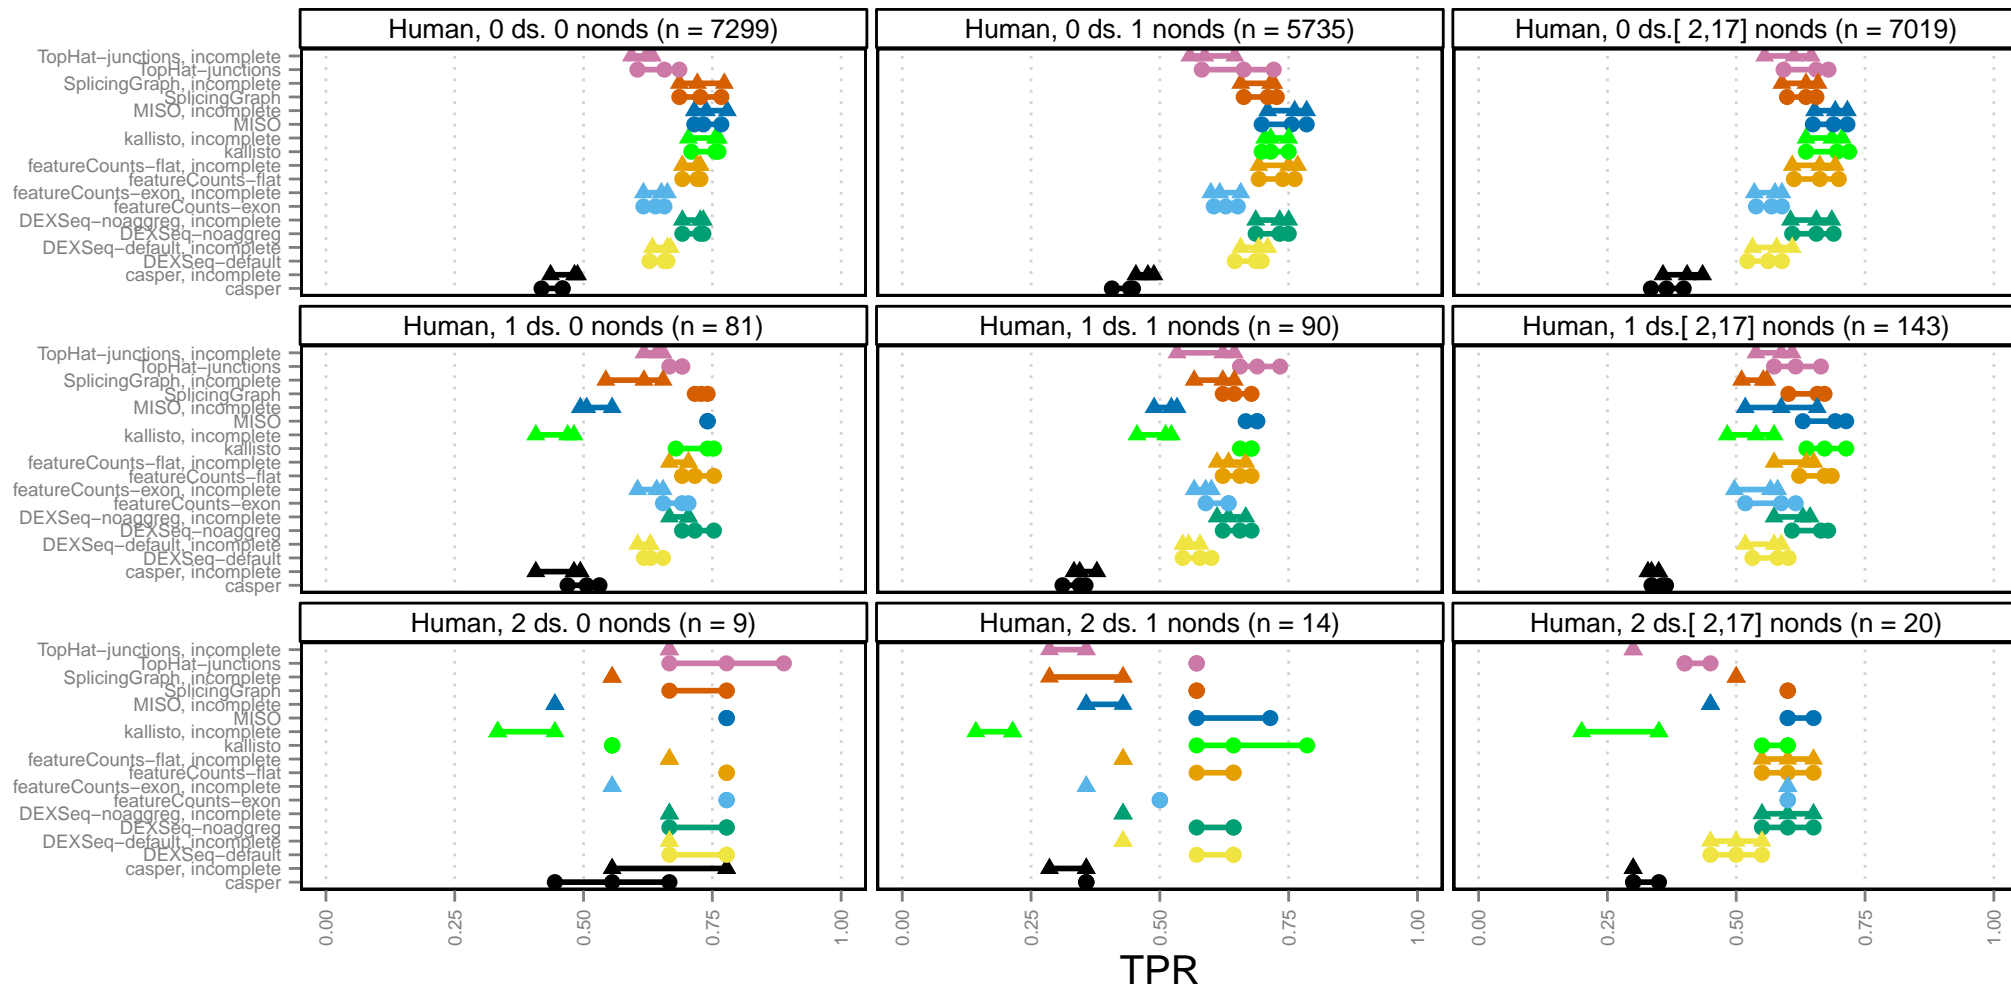 Human, 0 ds. 0 nonds (n = 7299)
Human, 0 ds. 1 nonds (n = 5735)
Human, 0 ds.[ 2,17] nonds (n = 7019)
TopHat−junctions, incomplete
TopHat−junctions
SplicingGraph, incomplete
SplicingGraph
MISO, incomplete
MISO
kallisto, incomplete
kallisto
featureCounts−flat, incomplete
featureCounts−flat
featureCounts−exon, incomplete
featureCounts−exon
DEXSeq−noaggreg, incomplete
DEXSeq−noaggreg
DEXSeq−default, incomplete
DEXSeq−default
casper, incomplete
casper
Human, 1 ds. 0 nonds (n = 81)
Human, 1 ds. 1 nonds (n = 90)
Human, 1 ds.[ 2,17] nonds (n = 143)
TopHat−junctions, incomplete
TopHat−junctions
SplicingGraph, incomplete
SplicingGraph
MISO, incomplete
MISO
kallisto, incomplete
kallisto
featureCounts−flat, incomplete
featureCounts−flat
featureCounts−exon, incomplete
featureCounts−exon
DEXSeq−noaggreg, incomplete
DEXSeq−noaggreg
DEXSeq−default, incomplete
DEXSeq−default
casper, incomplete
casper
Human, 2 ds. 0 nonds (n = 9)
Human, 2 ds. 1 nonds (n = 14)
Human, 2 ds.[ 2,17] nonds (n = 20)
TopHat−junctions, incomplete
TopHat−junctions
SplicingGraph, incomplete
SplicingGraph
MISO, incomplete
MISO
kallisto, incomplete
kallisto
featureCounts−flat, incomplete
featureCounts−flat
featureCounts−exon, incomplete
featureCounts−exon
DEXSeq−noaggreg, incomplete
DEXSeq−noaggreg
DEXSeq−default, incomplete
DEXSeq−default
casper, incomplete
casper
0.00
0.25
0.50
0.75
1.00
0.00
0.25
0.50
0.75
1.00
0.00
0.25
0.50
0.75
1.00
TPR